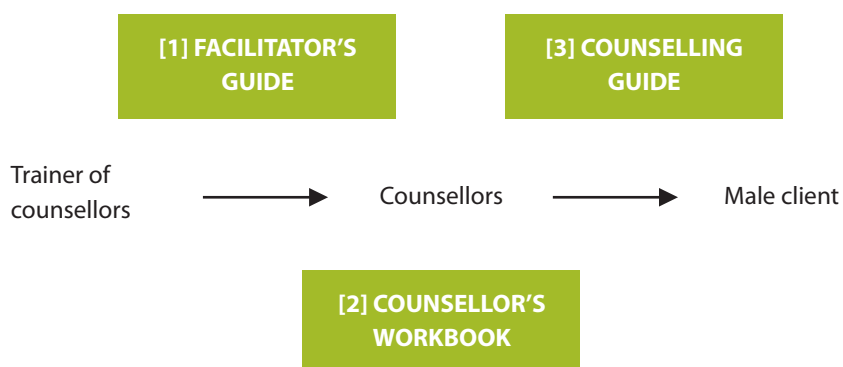 [1] FACILITATOR’S
GUIDE
[3] COUNSELLING
GUIDE
Trainer of
counsellors
Counsellors
Male client
[2] COUNSELLOR’S
WORKBOOK